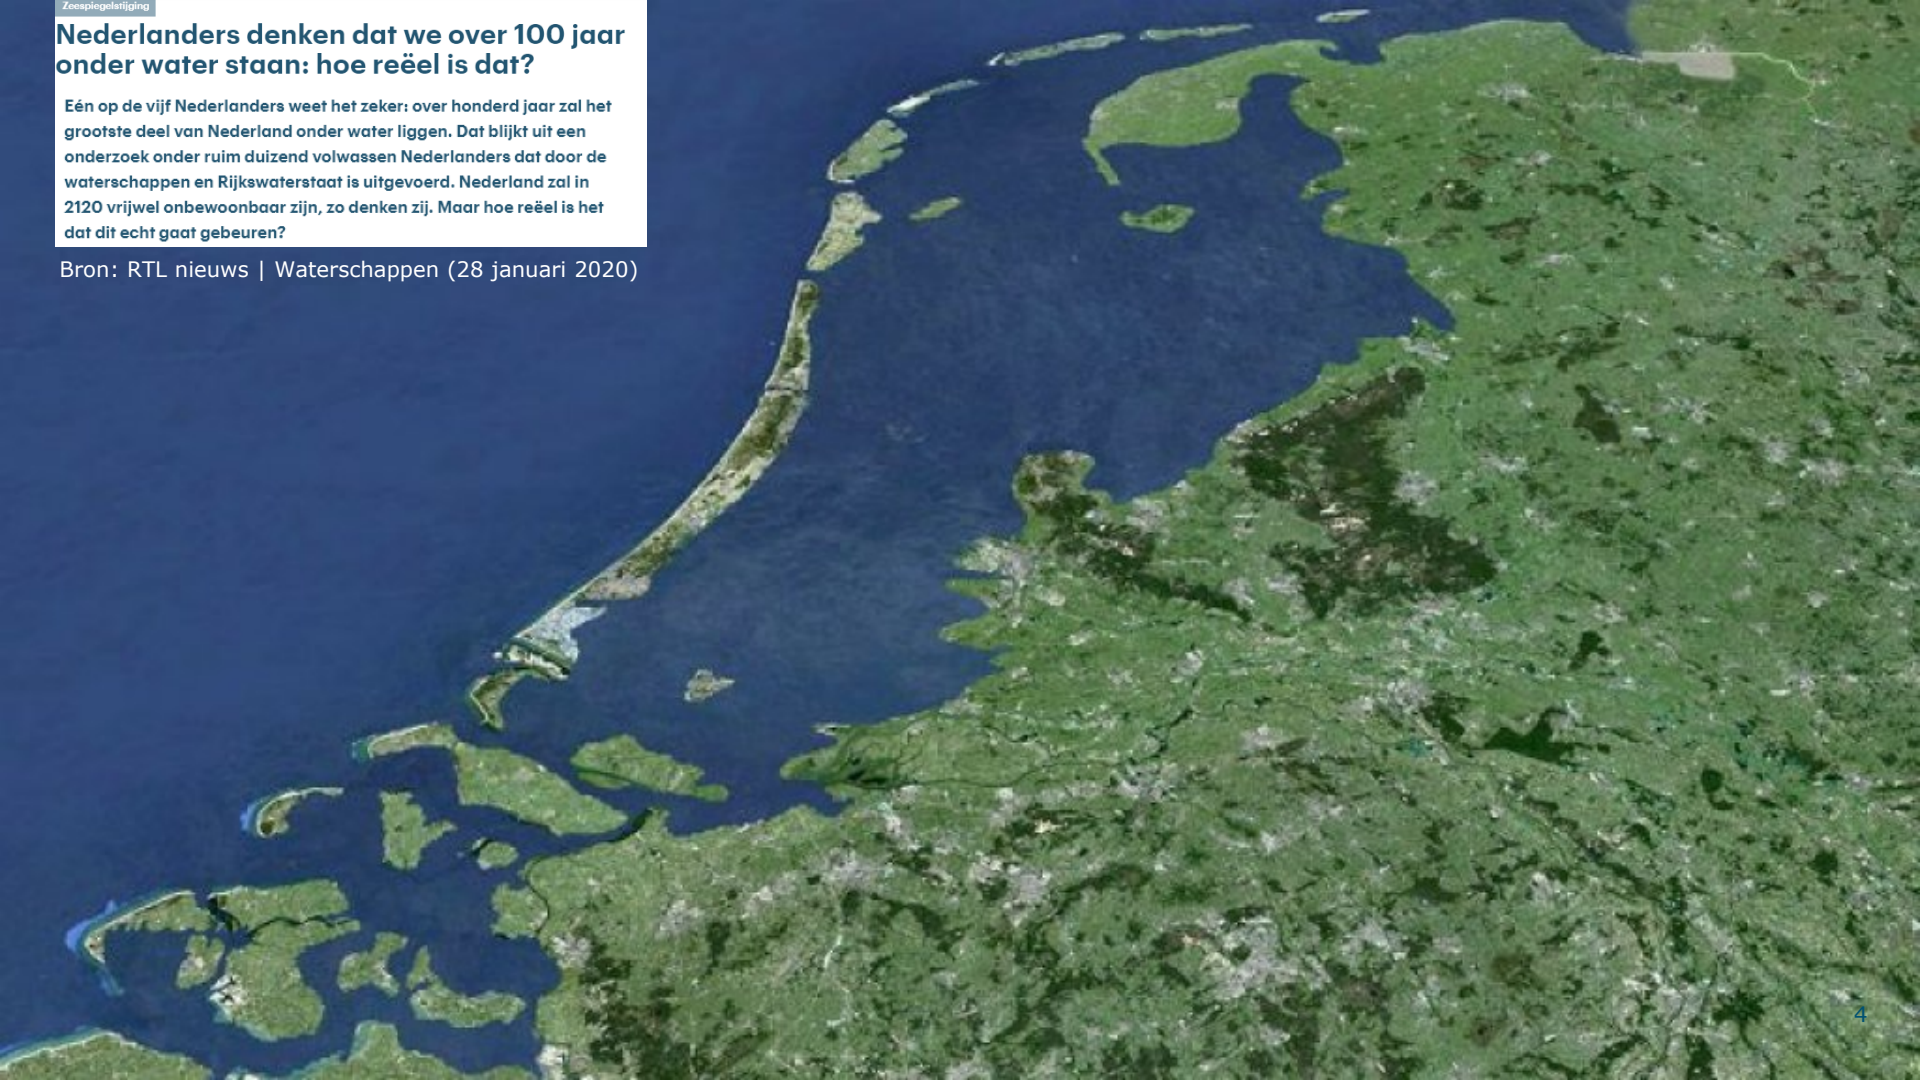 Zeespiegelstijging
Nederlanders denken dat we over 100 jaar
onder water staan: hoe reëel is dat?
Eén op de vijf Nederlanders weet het zeker: over honderd jaar zal het
grootste deel van Nederland onder water liggen. Dat blijkt uit een
onderzoek onder ruim duizend volwassen Nederlanders dat door de
waterschappen en Rijkswaterstaat is uitgevoerd. Nederland zal in
2120 vrijwel onbewoonbaar zijn, zo denken zij. Maar hoe reëel is het
dat dit echt gaat gebeuren?
Bron: RTL nieuws | Waterschappen (28 januari 2020)
4